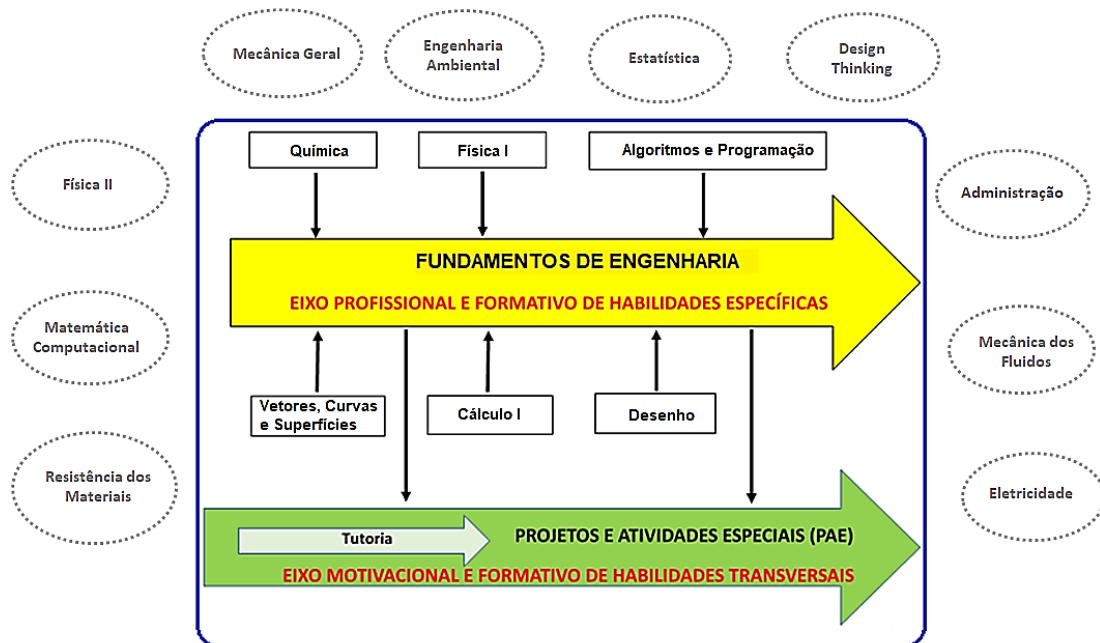 Mecânica Geral
Engenharia
Ambiental
Estatística
Design
Thinking
Química
Física I
Algoritmos e Programação
Física II
Administração
FUNDAMENTOS DE ENGENHARIA
EIXO PROFISSIONAL E FORMATIVO DE HABILIDADES ESPECÍFICAS
Matemática
Computacional
Mecânica dos
Fluidos
Vetores, Curvas
e Superfícies
Cálculo I
Desenho
Resistência dos
Materiais
Eletricidade
Tutoria
PROJETOS E ATIVIDADES ESPECIAIS (PAE)
EIXO MOTIVACIONAL E FORMATIVO DE HABILIDADES TRANSVERSAIS